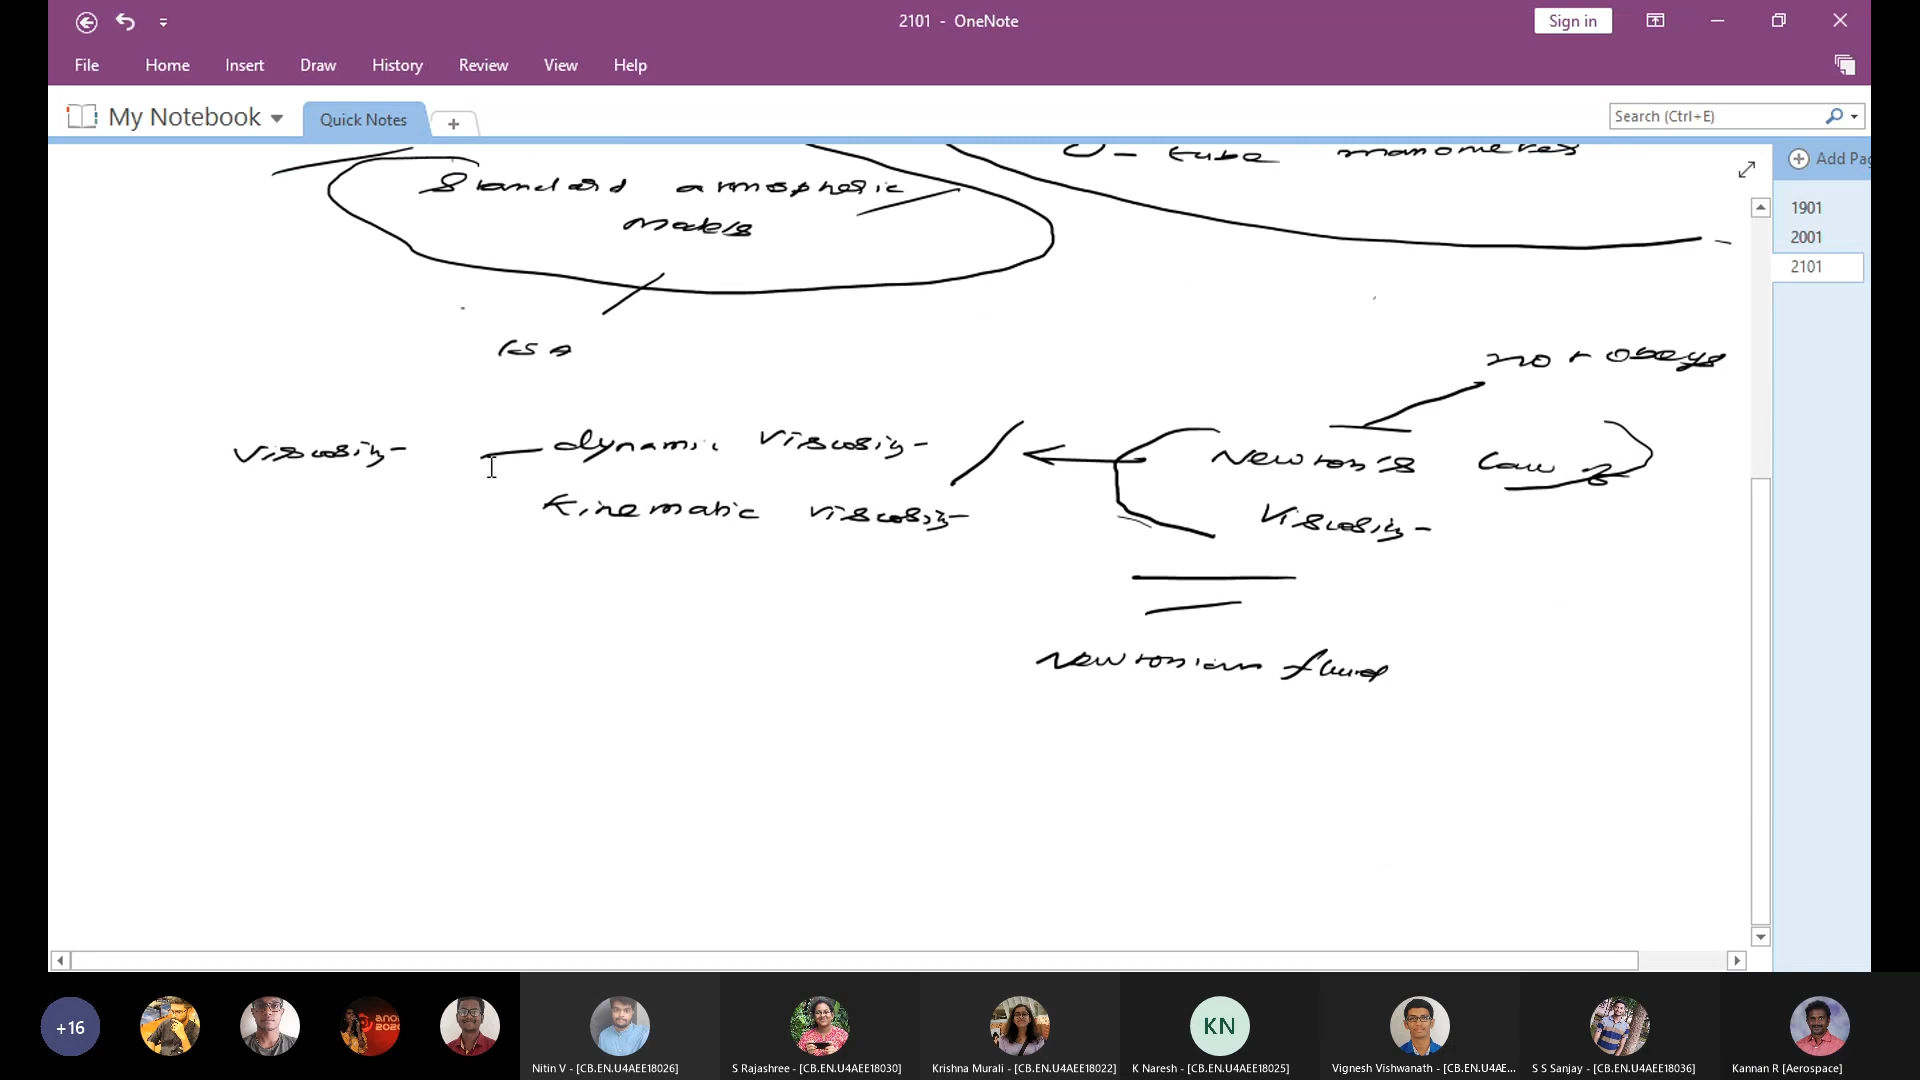 2101 - OneNote
Sign in
File Home Insert Draw History Review View Help
My Notebook
Quick Notes
+
Search (Ctrl+E)
Add Pag
1901
2001
2101
U - tube manometers
Standard atmospheric
models
ISA
not obeys
Viscosity
dynamic viscosity
Kinematic viscosity
Newton's law of
Viscosity
Newtonian fluid
+16
KN
Nitin V - [CB.EN.U4AEE18026]
S Rajashree - [CB.EN.U4AEE18030]
Krishna Murali - [CB.EN.U4AEE18022]
K Naresh - [CB.EN.U4AEE18025]
Vignesh Vishwanath - [CB.EN.U4AE...
S S Sanjay - [CB.EN.U4AEE18036]
Kannan R [Aerospace]